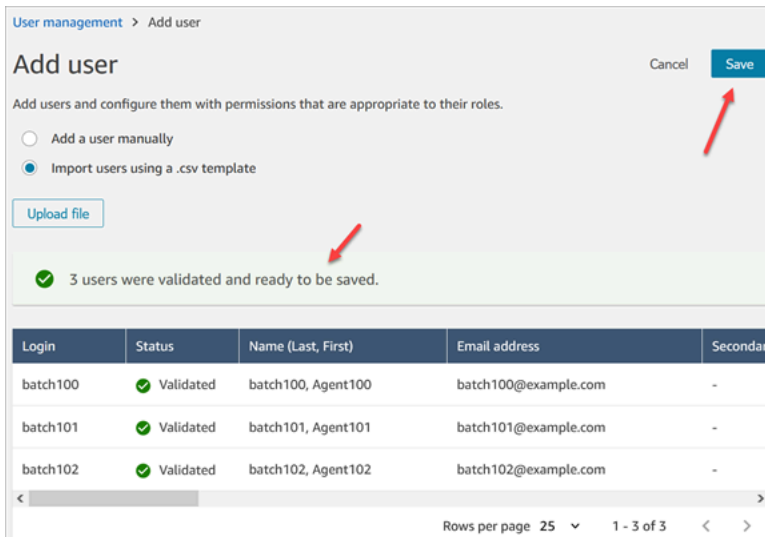 User management > Add user
Add user
Cancel
Save
Add users and configure them with permissions that are appropriate to their roles.
Add a user manually
Import users using a .csv template
Upload file
3 users were validated and ready to be saved.
Login Status Name (Last, First) Email address
batch100 Validated batch100, Agent100 batch100@example.com -
batch101 Validated batch101, Agent101 batch101@example.com -
batch102 Validated batch102, Agent102 batch102@example.com -
Rows per page 25 1 - 3 of 3